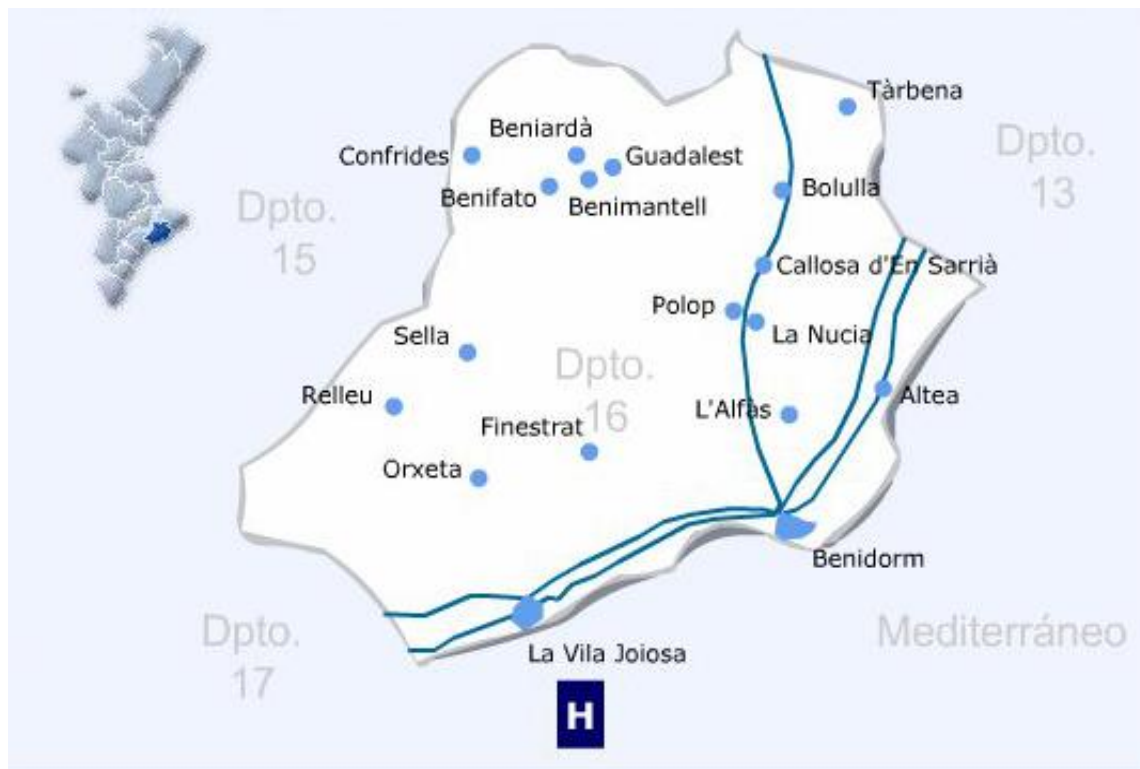 Tàrbena
Dpto.
13
Beniardà
Confrides
Guadalest
Benifato
Benimantell
Bolulla
Dpto.
15
Callosa d'En Sarrià
Polop
La Nucia
Sella
Dpto.
16
Relleu
L'Alfàs
Altea
Finestrat
Orxeta
Benidorm
Dpto.
17
Mediterráneo
La Vila Joiosa
H